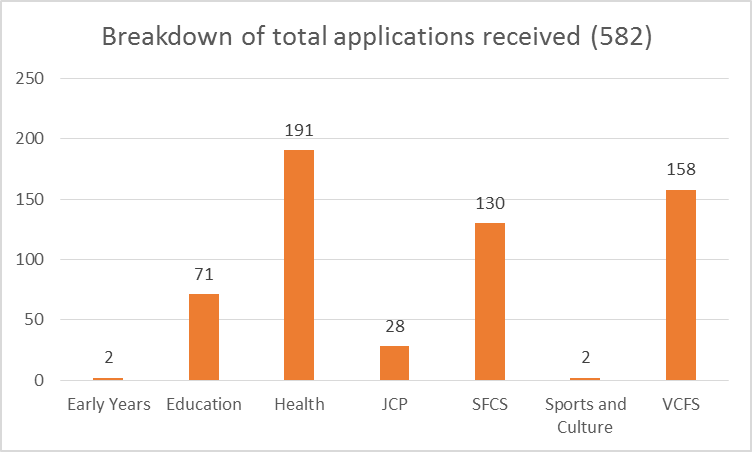 Breakdown of total applications received (582)
250
200
150
100
50
0
2
71
191
28
130
2
158
Early Years
Education
Health
JCP
SFCS
Sports and
Culture
VCFS